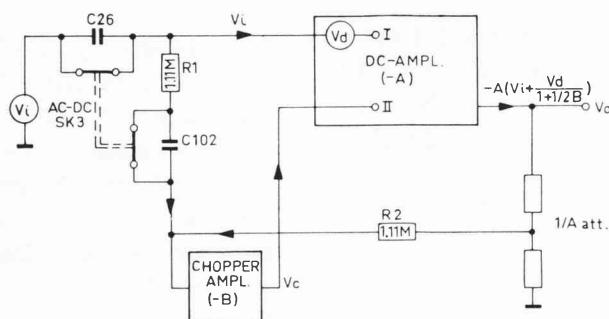 C26
Vi
Vd
I
DC-AMPL.
(-A)
1.11M
R1
-A(Vi+Vd/1+1/2B)
Vi
AC-DC
SK3
II
C102
R2
1.11M
1/A att.
CHOPPER
AMPL.
(-B)
Vc